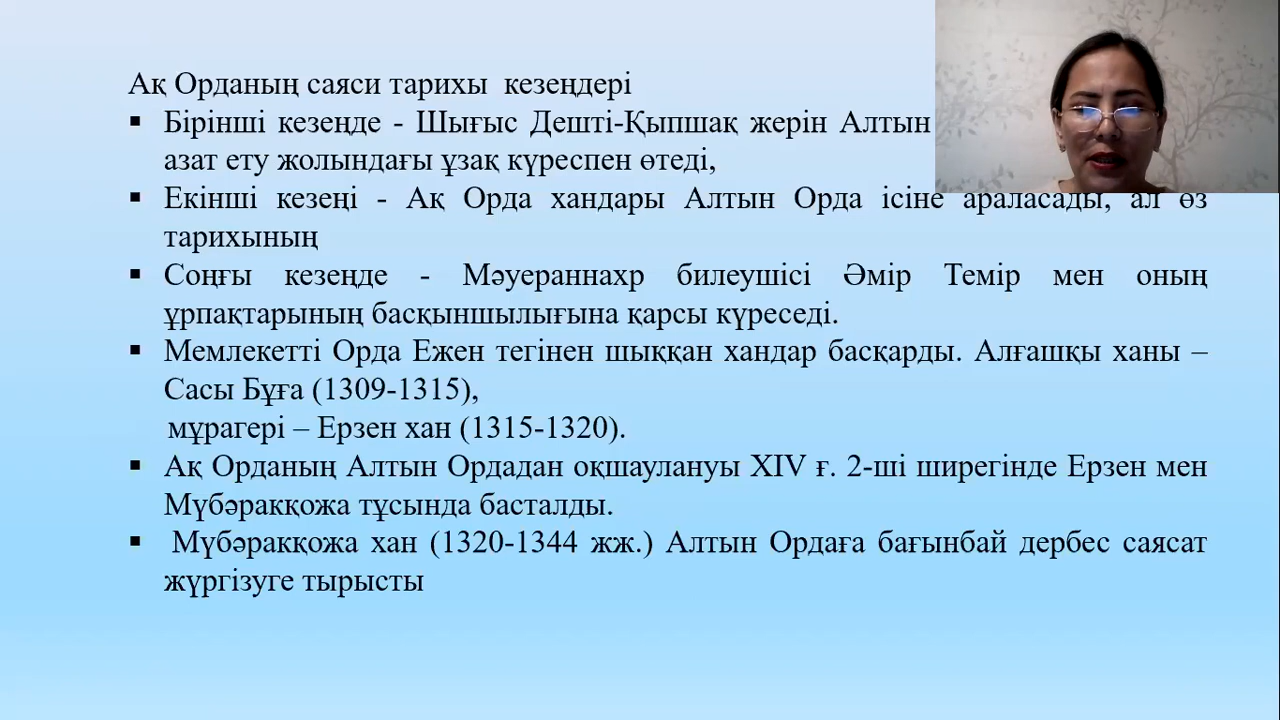 Ақ Орданың саяси тарихы кезеңдері
▪ Бірінші кезеңде - Шығыс Дешті-Қыпшақ жерін Алтын
азат ету жолындағы ұзақ күреспен өтеді,
▪ Екінші кезеңі - Ақ Орда хандары Алтын Орда ісіне араласады, ал өз
тарихының
▪ Соңғы кезеңде - Мәуераннахр билеушісі Әмір Темір мен оның
ұрпақтарының басқыншылығына қарсы күреседі.
▪ Мемлекетті Орда Ежен тегінен шыққан хандар басқарды. Алғашқы ханы –
Сасы Бұға (1309-1315),
мұрагері – Ерзен хан (1315-1320).
▪ Ақ Орданың Алтын Ордадан оқшаулануы XIV ғ. 2-ші ширегінде Ерзен мен
Мүбәракқожа тұсында басталды.
▪ Мүбәракқожа хан (1320-1344 жж.) Алтын Ордаға бағынбай дербес саясат
жүргізуге тырысты